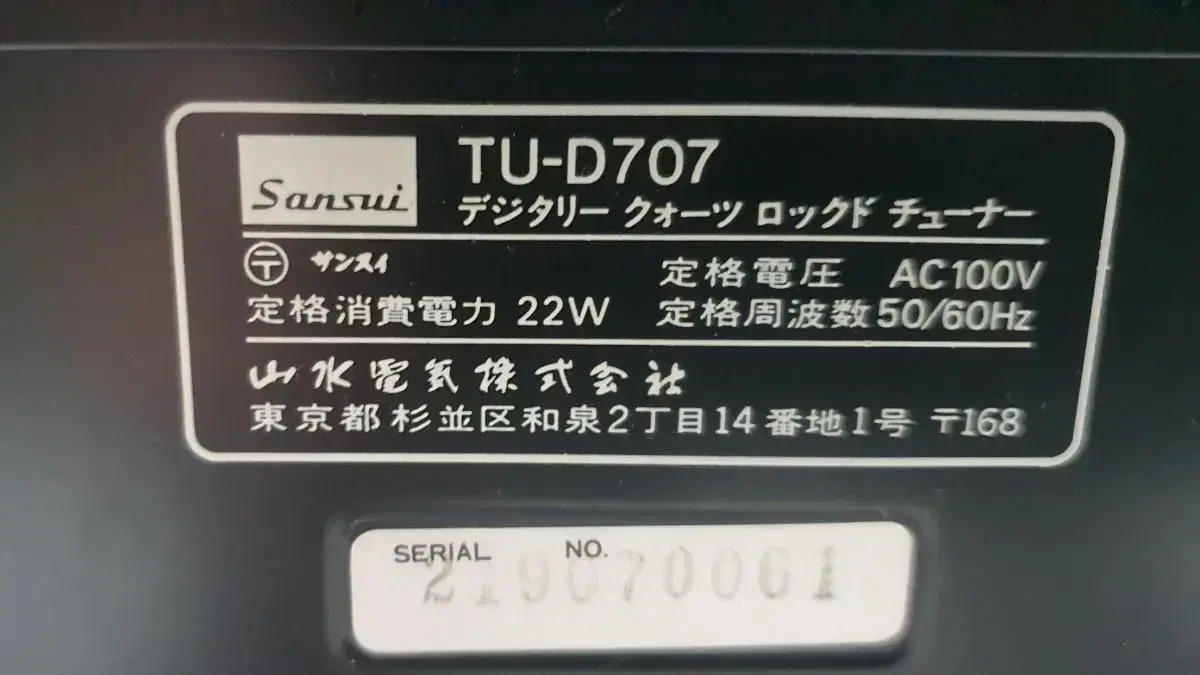 Sansui TU-D707
デジタリー クォーツ ロックド チューナー
〒 サンスイ 定格電圧 AC100V
定格消費電力 22W 定格周波数 50/60Hz
山水電気株式会社
東京都杉並区和泉2丁目14番地1号 〒168
SERIAL NO.
219070061